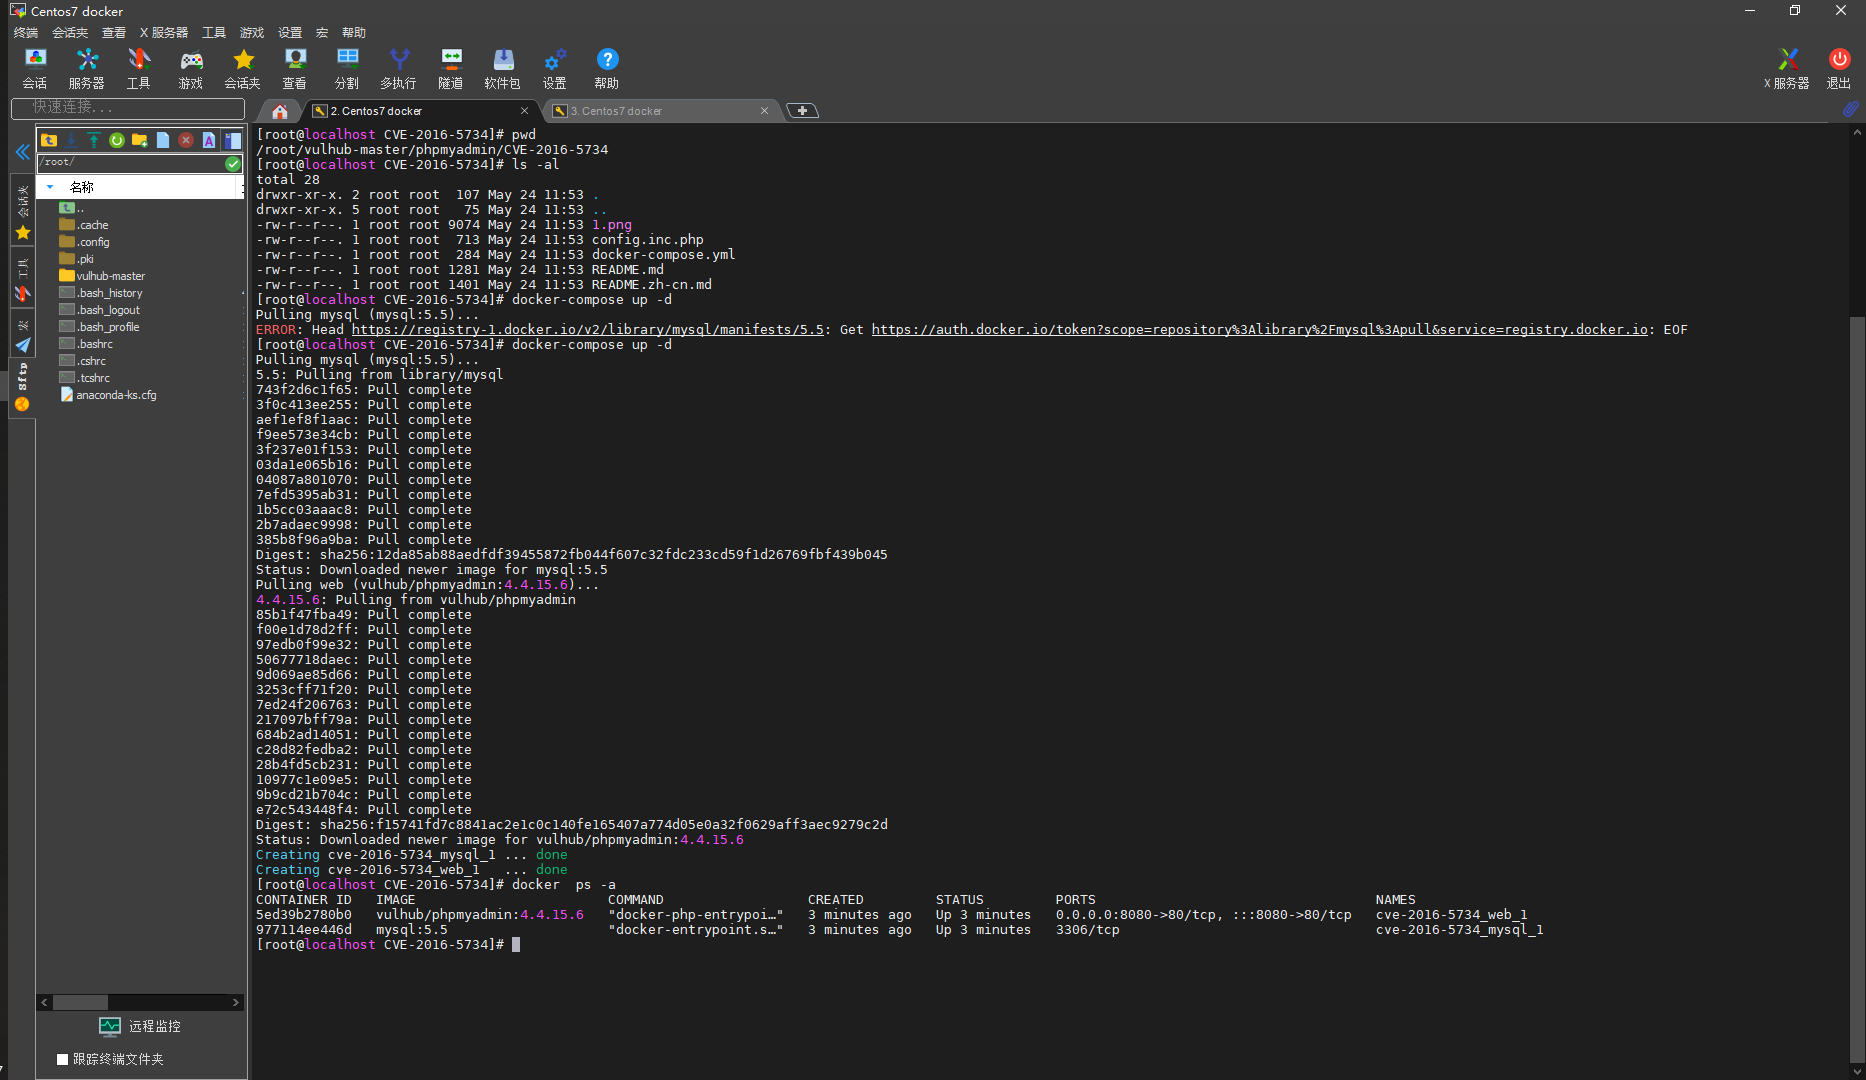 Centos7 docker
终端 会话夹 查看 X 服务器 工具 游戏 设置 宏 帮助
会话 服务器 工具 游戏 会话夹 查看 分割 多执行 隧道 软件包 设置 帮助 X 服务器 退出
快速连接...
2. Centos7 docker
3. Centos7 docker
/root/
名称
..
.cache
.config
.pki
vulhub-master
.bash_history
.bash_logout
.bash_profile
.bashrc
.cshrc
.tcshrc
anaconda-ks.cfg
会话夹
工具
宏
Sftp
远程监控
跟踪终端文件夹
[root@localhost CVE-2016-5734]# pwd
/root/vulhub-master/phpmyadmin/CVE-2016-5734
[root@localhost CVE-2016-5734]# ls -al
total 28
drwxr-xr-x. 2 root root  107 May 24 11:53 .
drwxr-xr-x. 5 root root   75 May 24 11:53 ..
-rw-r--r--. 1 root root 9074 May 24 11:53 1.png
-rw-r--r--. 1 root root  713 May 24 11:53 config.inc.php
-rw-r--r--. 1 root root  284 May 24 11:53 docker-compose.yml
-rw-r--r--. 1 root root 1281 May 24 11:53 README.md
-rw-r--r--. 1 root root 1401 May 24 11:53 README.zh-cn.md
[root@localhost CVE-2016-5734]# docker-compose up -d
Pulling mysql (mysql:5.5)...
ERROR: Head https://registry-1.docker.io/v2/library/mysql/manifests/5.5: Get https://auth.docker.io/token?scope=repository%3Alibrary%2Fmysql%3Apull&service=registry.docker.io: EOF
[root@localhost CVE-2016-5734]# docker-compose up -d
Pulling mysql (mysql:5.5)...
5.5: Pulling from library/mysql
743f2d6c1f65: Pull complete
3f0c413ee255: Pull complete
aef1ef8f1aac: Pull complete
f9ee573e34cb: Pull complete
3f237e01f153: Pull complete
03da1e065b16: Pull complete
04087a801070: Pull complete
7efd5395ab31: Pull complete
1b5cc03aaac8: Pull complete
2b7adaec9998: Pull complete
385b8f96a9ba: Pull complete
Digest: sha256:12da85ab88aedfdf39455872fb044f607c32fdc233cd59f1d26769fbf439b045
Status: Downloaded newer image for mysql:5.5
Pulling web (vulhub/phpmyadmin:4.4.15.6)...
4.4.15.6: Pulling from vulhub/phpmyadmin
85b1f47fba49: Pull complete
f00e1d78d2ff: Pull complete
97edb0f99e32: Pull complete
50677718daec: Pull complete
9d069ae85d66: Pull complete
3253cff71f20: Pull complete
7ed24f206763: Pull complete
217097bff79a: Pull complete
684b2ad14051: Pull complete
c28d82fedba2: Pull complete
28b4fd5cb231: Pull complete
10977c1e09e5: Pull complete
9b9cd21b704c: Pull complete
e72c543448f4: Pull complete
Digest: sha256:f15741fd7c8841ac2e1c0c140fe165407a774d05e0a32f0629aff3aec9279c2d
Status: Downloaded newer image for vulhub/phpmyadmin:4.4.15.6
Creating cve-2016-5734_mysql_1 ... done
Creating cve-2016-5734_web_1   ... done
[root@localhost CVE-2016-5734]# docker  ps -a
CONTAINER ID   IMAGE                        COMMAND                  CREATED         STATUS         PORTS                                   NAMES
5ed39b2780b0   vulhub/phpmyadmin:4.4.15.6   "docker-php-entrypoi…"   3 minutes ago   Up 3 minutes   0.0.0.0:8080->80/tcp, :::8080->80/tcp   cve-2016-5734_web_1
977114ee446d   mysql:5.5                    "docker-entrypoint.s…"   3 minutes ago   Up 3 minutes   3306/tcp                                cve-2016-5734_mysql_1
[root@localhost CVE-2016-5734]#